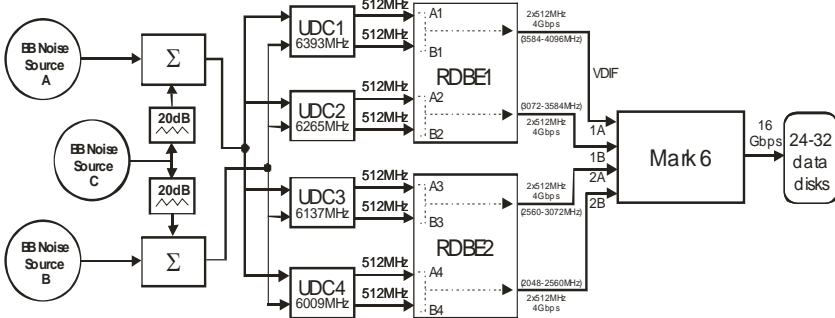 BB Noise
Source
A
Σ
20dB
BB Noise
Source
C
20dB
BB Noise
Source
B
Σ
UDC1
6393MHz
UDC2
6265MHz
UDC3
6137MHz
UDC4
6009MHz
512MHz
512MHz
512MHz
512MHz
512MHz
512MHz
512MHz
512MHz
A1
B1
RDBE1
A2
B2
A3
B3
RDBE2
A4
B4
2x512MHz
4Gbps
(3584-4096MHz)
VDIF
(3072-3584MHz)
2x512MHz
4Gbps
2x512MHz
4Gbps
(2560-3072MHz)
(2048-2560MHz)
2x512MHz
4Gbps
1A
1B
2A
2B
Mark 6
16
Gbps
24-32
data
disks